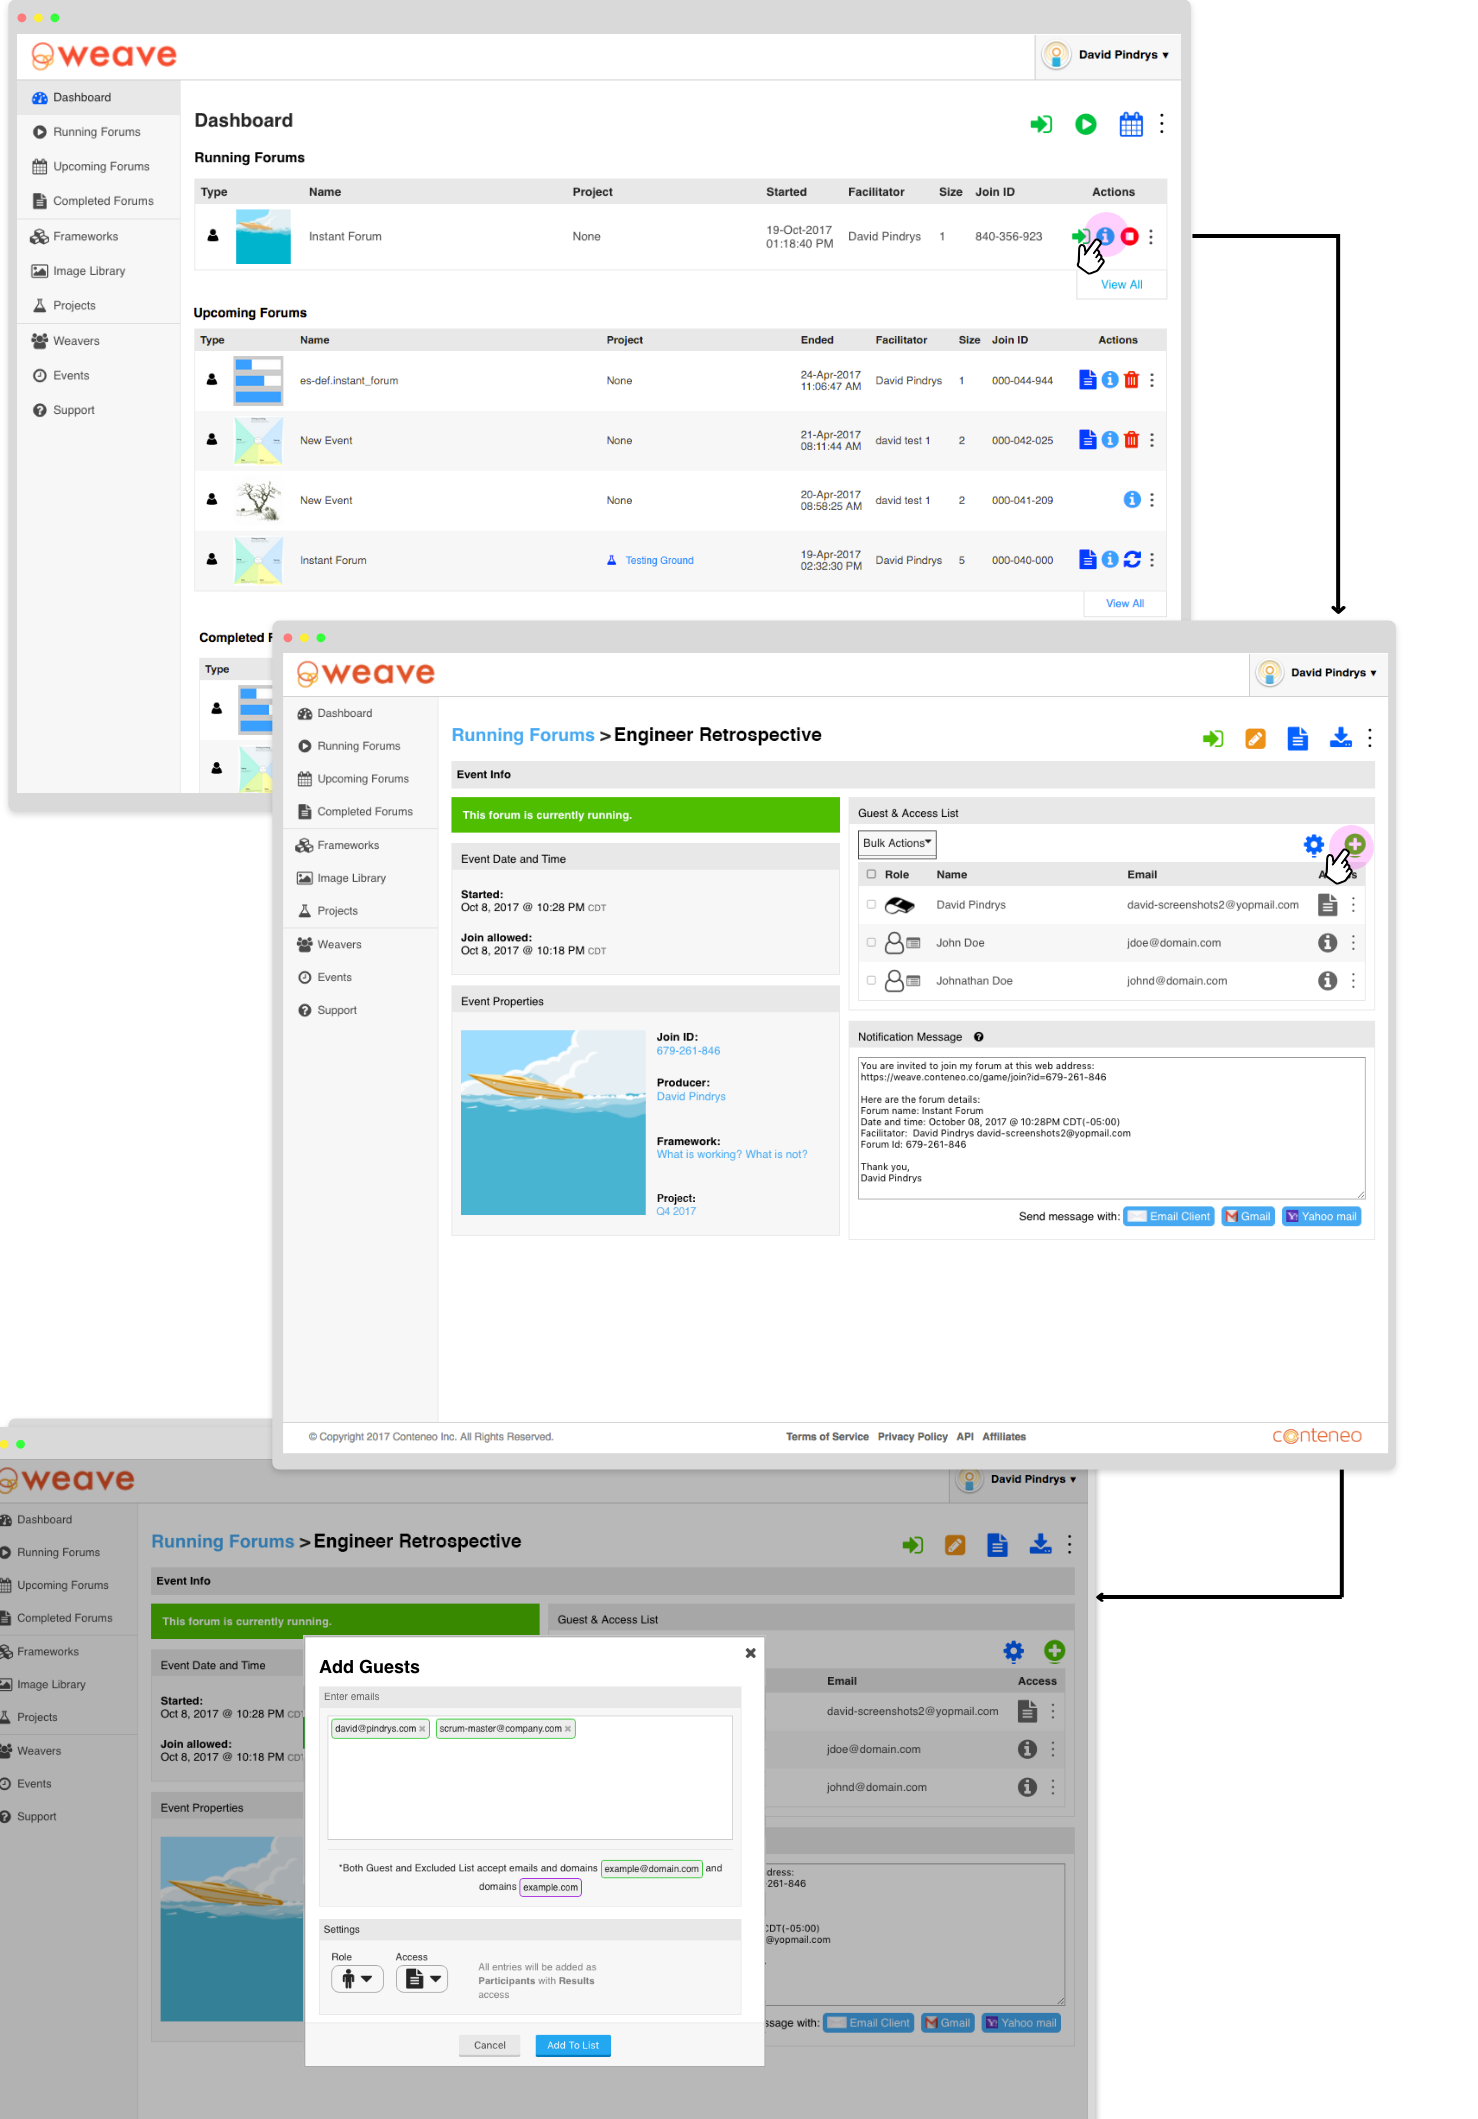 weave
David Pindrys ▾
Dashboard
Running Forums
Upcoming Forums
Completed Forums
Frameworks
Image Library
Projects
Weavers
Events
Support
Dashboard
Running Forums
Type Name Project Started Facilitator Size Join ID Actions
Instant Forum None 19-Oct-2017 01:18:40 PM David Pindrys 1 840-356-923
View All
Upcoming Forums
Type Name Project Ended Facilitator Size Join ID Actions
es-def.instant_forum None 24-Apr-2017 11:06:47 AM David Pindrys 1 000-044-944
New Event None 21-Apr-2017 08:11:44 AM david test 1 2 000-042-025
New Event None 20-Apr-2017 08:58:25 AM david test 1 2 000-041-209
Instant Forum Testing Ground 19-Apr-2017 02:32:30 PM David Pindrys 5 000-040-000
View All
Completed F
Type
weave
David Pindrys ▾
Dashboard
Running Forums
Upcoming Forums
Completed Forums
Frameworks
Image Library
Projects
Weavers
Events
Support
Running Forums > Engineer Retrospective
Event Info
This forum is currently running.
Event Date and Time
Started:
Oct 8, 2017 @ 10:28 PM CDT
Join allowed:
Oct 8, 2017 @ 10:18 PM CDT
Event Properties
Join ID:
679-261-846
Producer:
David Pindrys
Framework:
What is working? What is not?
Project:
Q4 2017
Guest & Access List
Bulk Actions
Role Name Email
David Pindrys david-screenshots2@yopmail.com
John Doe jdoe@domain.com
Johnathan Doe johnd@domain.com
Notification Message
You are invited to join my forum at this web address:
https://weave.conteneo.co/game/join?id=679-261-846
Here are the forum details:
Forum name: Instant Forum
Date and time: October 08, 2017 @ 10:28PM CDT(-05:00)
Facilitator: David Pindrys david-screenshots2@yopmail.com
Forum Id: 679-261-846
Thank you,
David Pindrys
Send message with: Email Client Gmail Yahoo mail
© Copyright 2017 Conteneo Inc. All Rights Reserved.
Terms of Service Privacy Policy API Affiliates
conteneo
weave
David Pindrys ▾
Dashboard
Running Forums
Upcoming Forums
Completed Forums
Frameworks
Image Library
Projects
Weavers
Events
Support
Running Forums > Engineer Retrospective
Event Info
This forum is currently running.
Event Date and Time
Started:
Oct 8, 2017 @ 10:28 PM CDT
Join allowed:
Oct 8, 2017 @ 10:18 PM CDT
Event Properties
Guest & Access List
Email Access
david-screenshots2@yopmail.com
jdoe@domain.com
johnd@domain.com
dress:
261-846
CDT(-05:00)
@yopmail.com
ssage with: Email Client Gmail Yahoo mail
Add Guests
Enter emails
david@pindrys.com × scrum-master@company.com ×
*Both Guest and Excluded List accept emails and domains example@domain.com and
domains example.com
Settings
Role Access
All entries will be added as
Participants with Results
access
Cancel Add To List